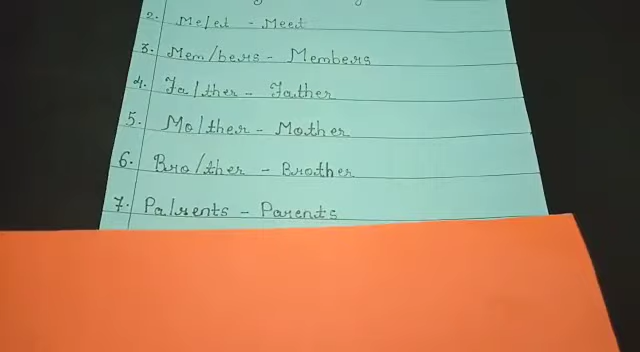 2. Me/et - Meet
3. Mem/bers - Members
4. Fa/ther - Father
5. Mo/ther - Mother
6. Bro/ther - Brother
7. Pa/rents - Parents